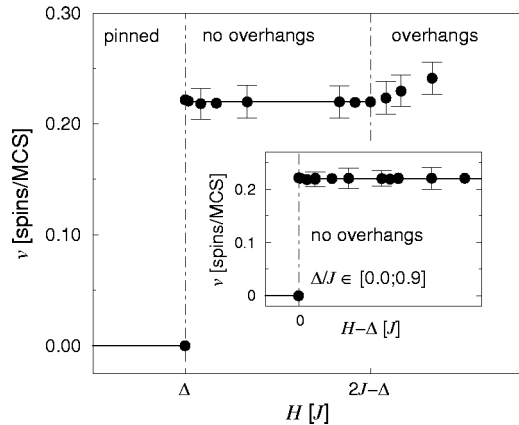 pinned no overhangs overhangs
0.30
0.20
0.10
0.00
v [spins/MCS]
Δ 2J−Δ
H [J]
0.2
0.1
0
v [spins/MCS]
no overhangs
Δ/J ∈ [0.0;0.9]
0
H−Δ [J]